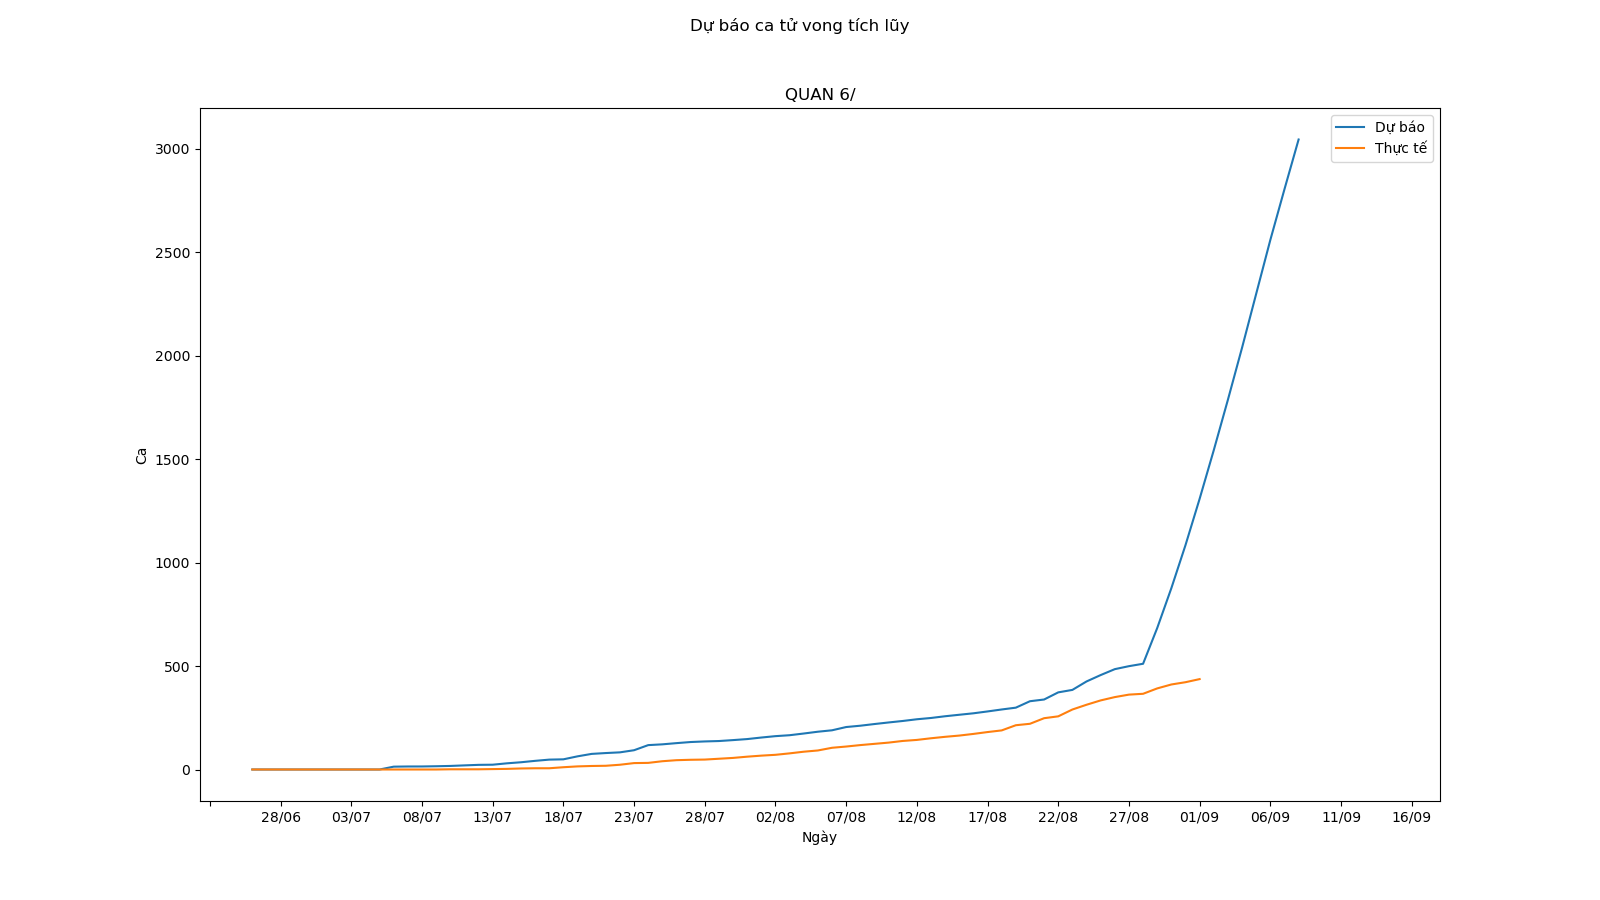 Dự báo ca tử vong tích lũy
QUAN 6/
Dự báo
Thực tế
3000
2500
2000
1500
1000
500
0
Ca
28/06 03/07 08/07 13/07 18/07 23/07 28/07 02/08 07/08 12/08 17/08 22/08 27/08 01/09 06/09 11/09 16/09
Ngày